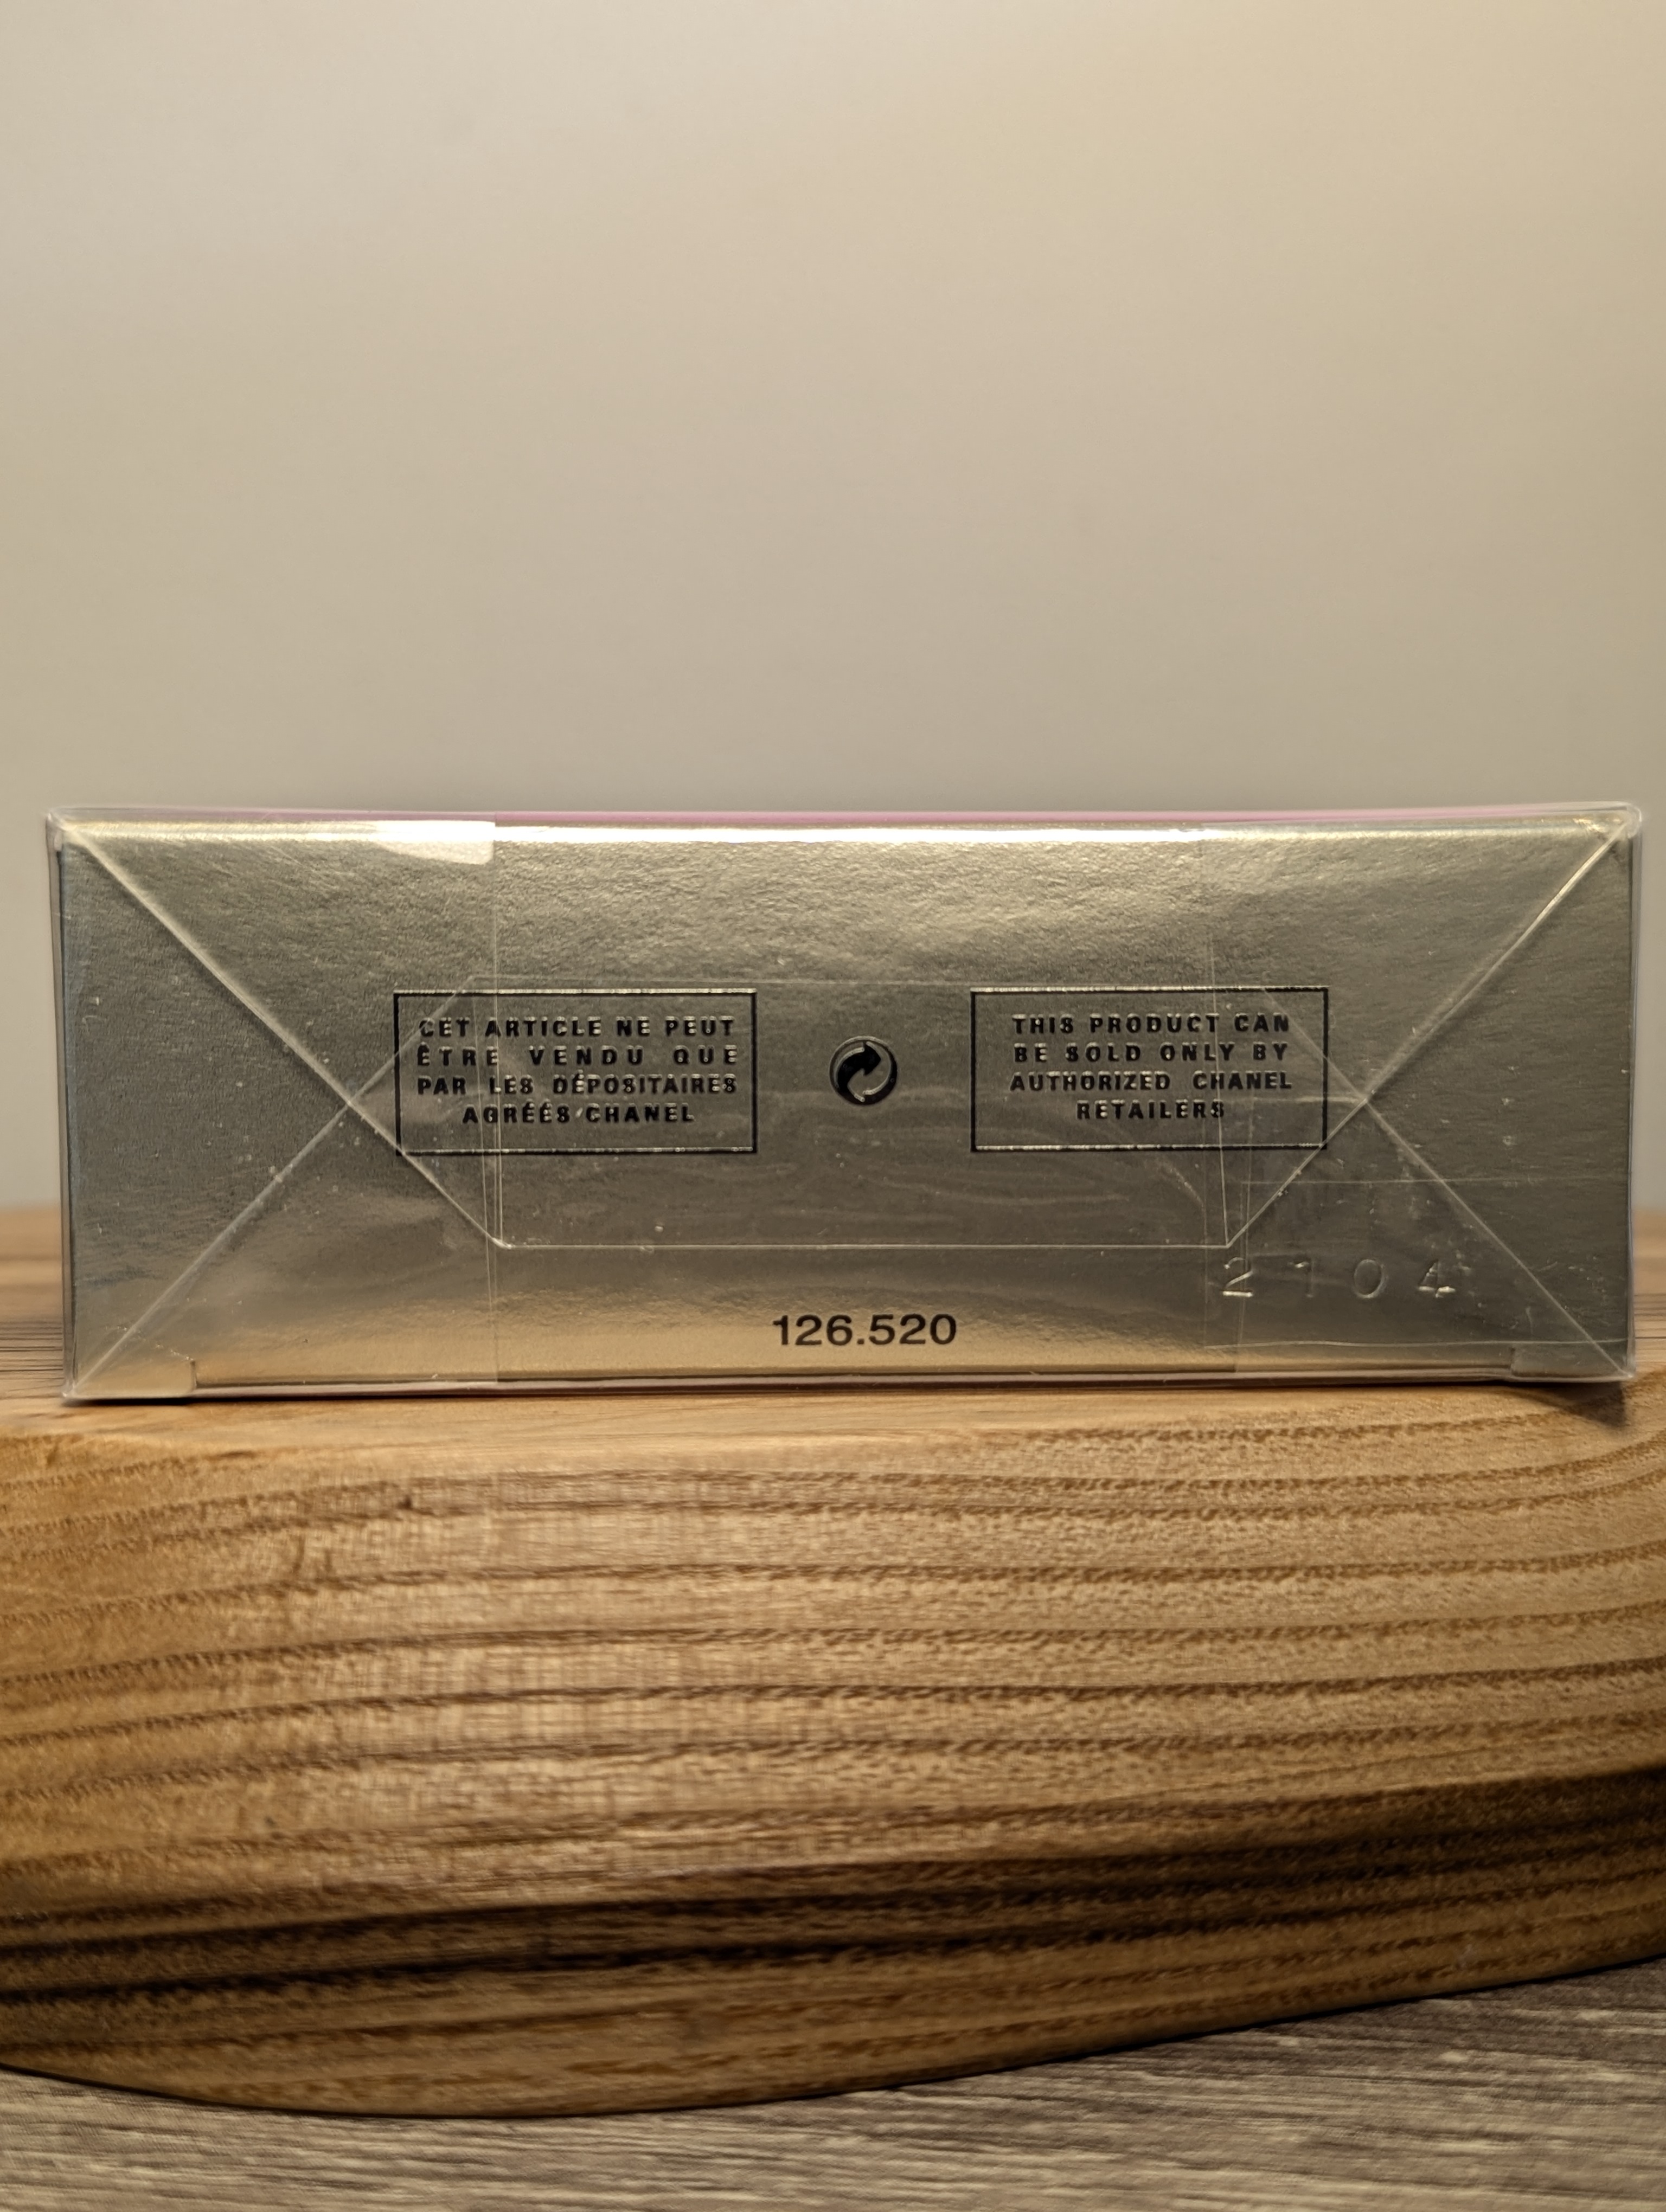 CET ARTICLE NE PEUT
ÊTRE VENDU QUE
PAR LES DÉPOSITAIRES
AGRÉÉS CHANEL
THIS PRODUCT CAN
BE SOLD ONLY BY
AUTHORIZED CHANEL
RETAILERS
2104
126.520